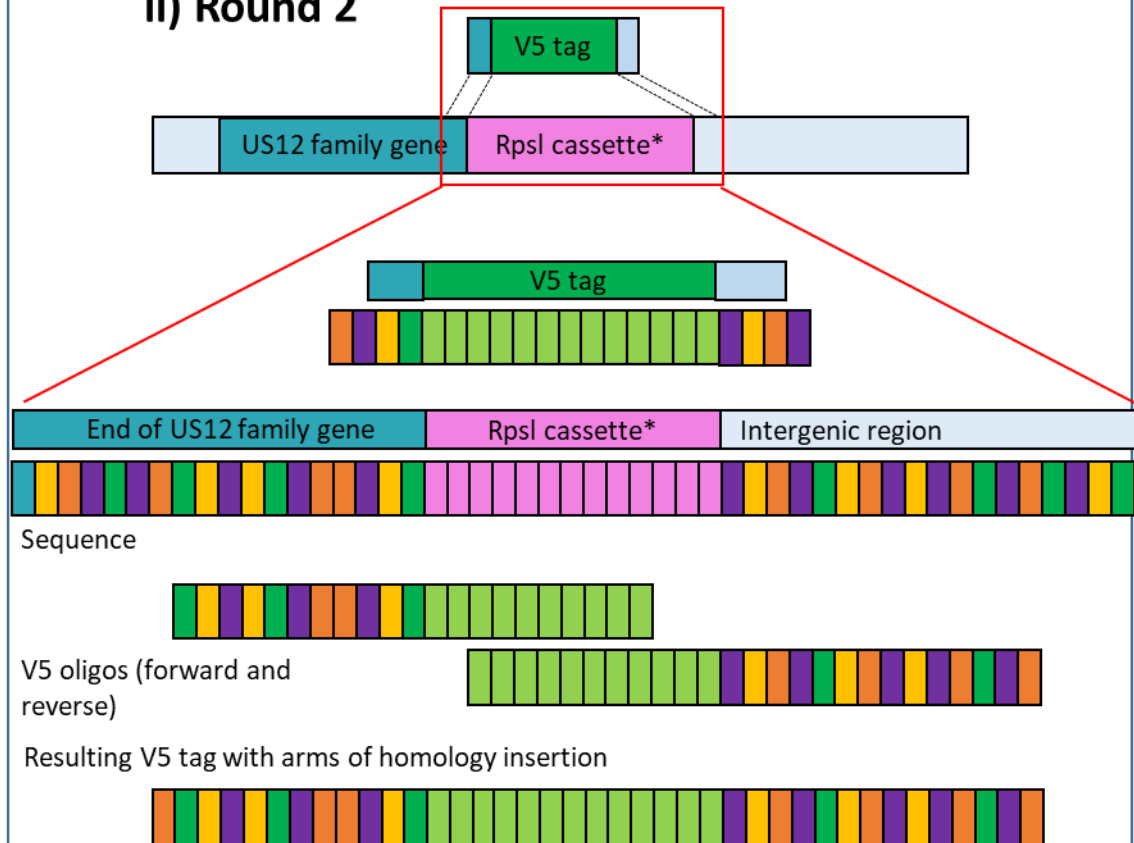 ii) Round 2
V5 tag
US12 family gene
Rpsl cassette*
V5 tag
End of US12 family gene
Rpsl cassette*
Intergenic region
Sequence
V5 oligos (forward and
reverse)
Resulting V5 tag with arms of homology insertion